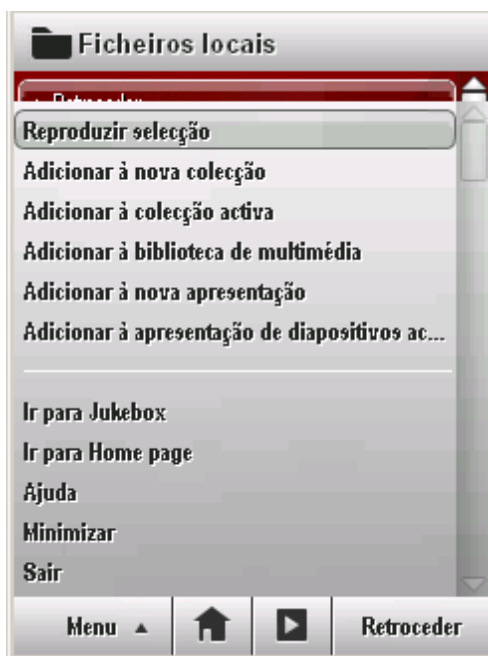 Ficheiros locais
Reproduzir selecção
Adicionar à nova colecção
Adicionar à colecção activa
Adicionar à biblioteca de multimédia
Adicionar à nova apresentação
Adicionar à apresentação de diapositivos ac...
Ir para Jukebox
Ir para Home page
Ajuda
Minimizar
Sair
Menu Retroceder